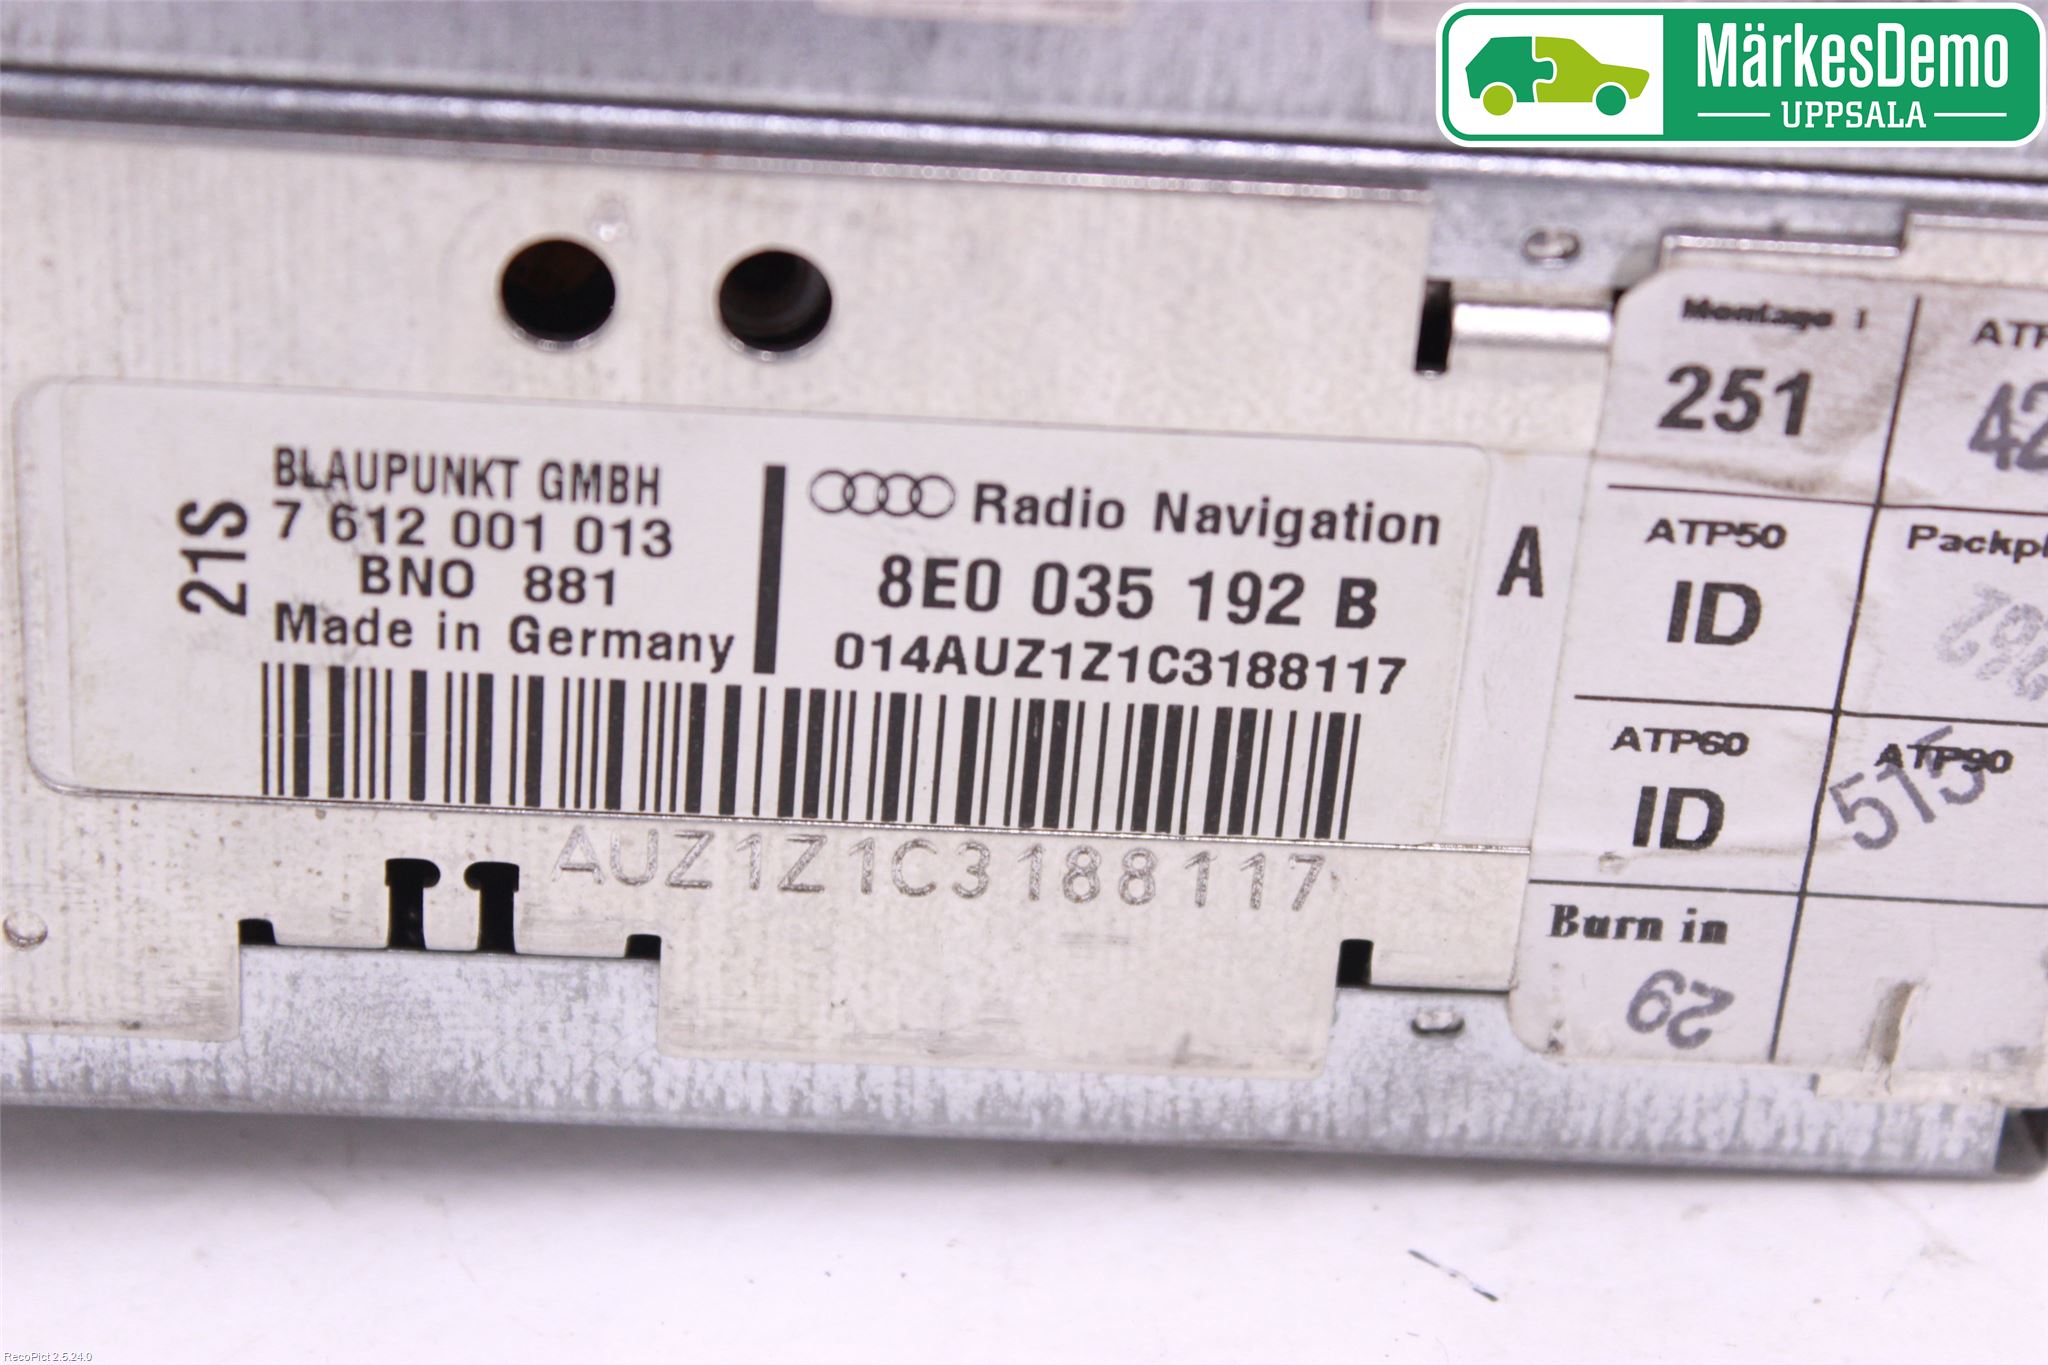 MärkesDemo
UPPSALA
21S
BLAUPUNKT GMBH
7 612 001 013
BNO 881
Made in Germany
Radio Navigation
8E0 035 192 B
014AUZ1Z1C3188117
A
AUZ1Z1C3188117
Montage 1
251
ATP
42
ATP50
ID
Packpl
ATP60
ID
ATP90
515
Burn in
29
RecoPict 2.5.24.0